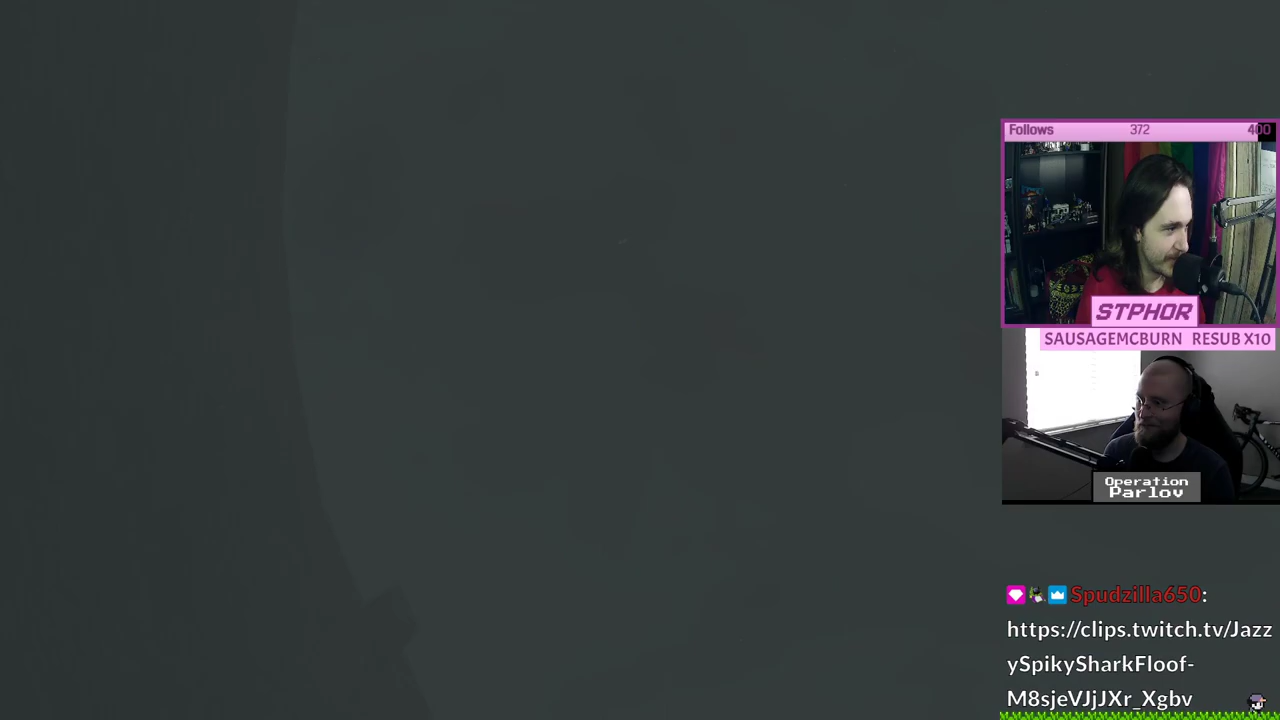 Follows 372 400
STPHOR
SAUSAGEMCBURN RESUB X10
Operation
Parlov
Spudzilla650:
https://clips.twitch.tv/Jazz
ySpikySharkFloof-
M8sjeVJjJXr_Xgbv